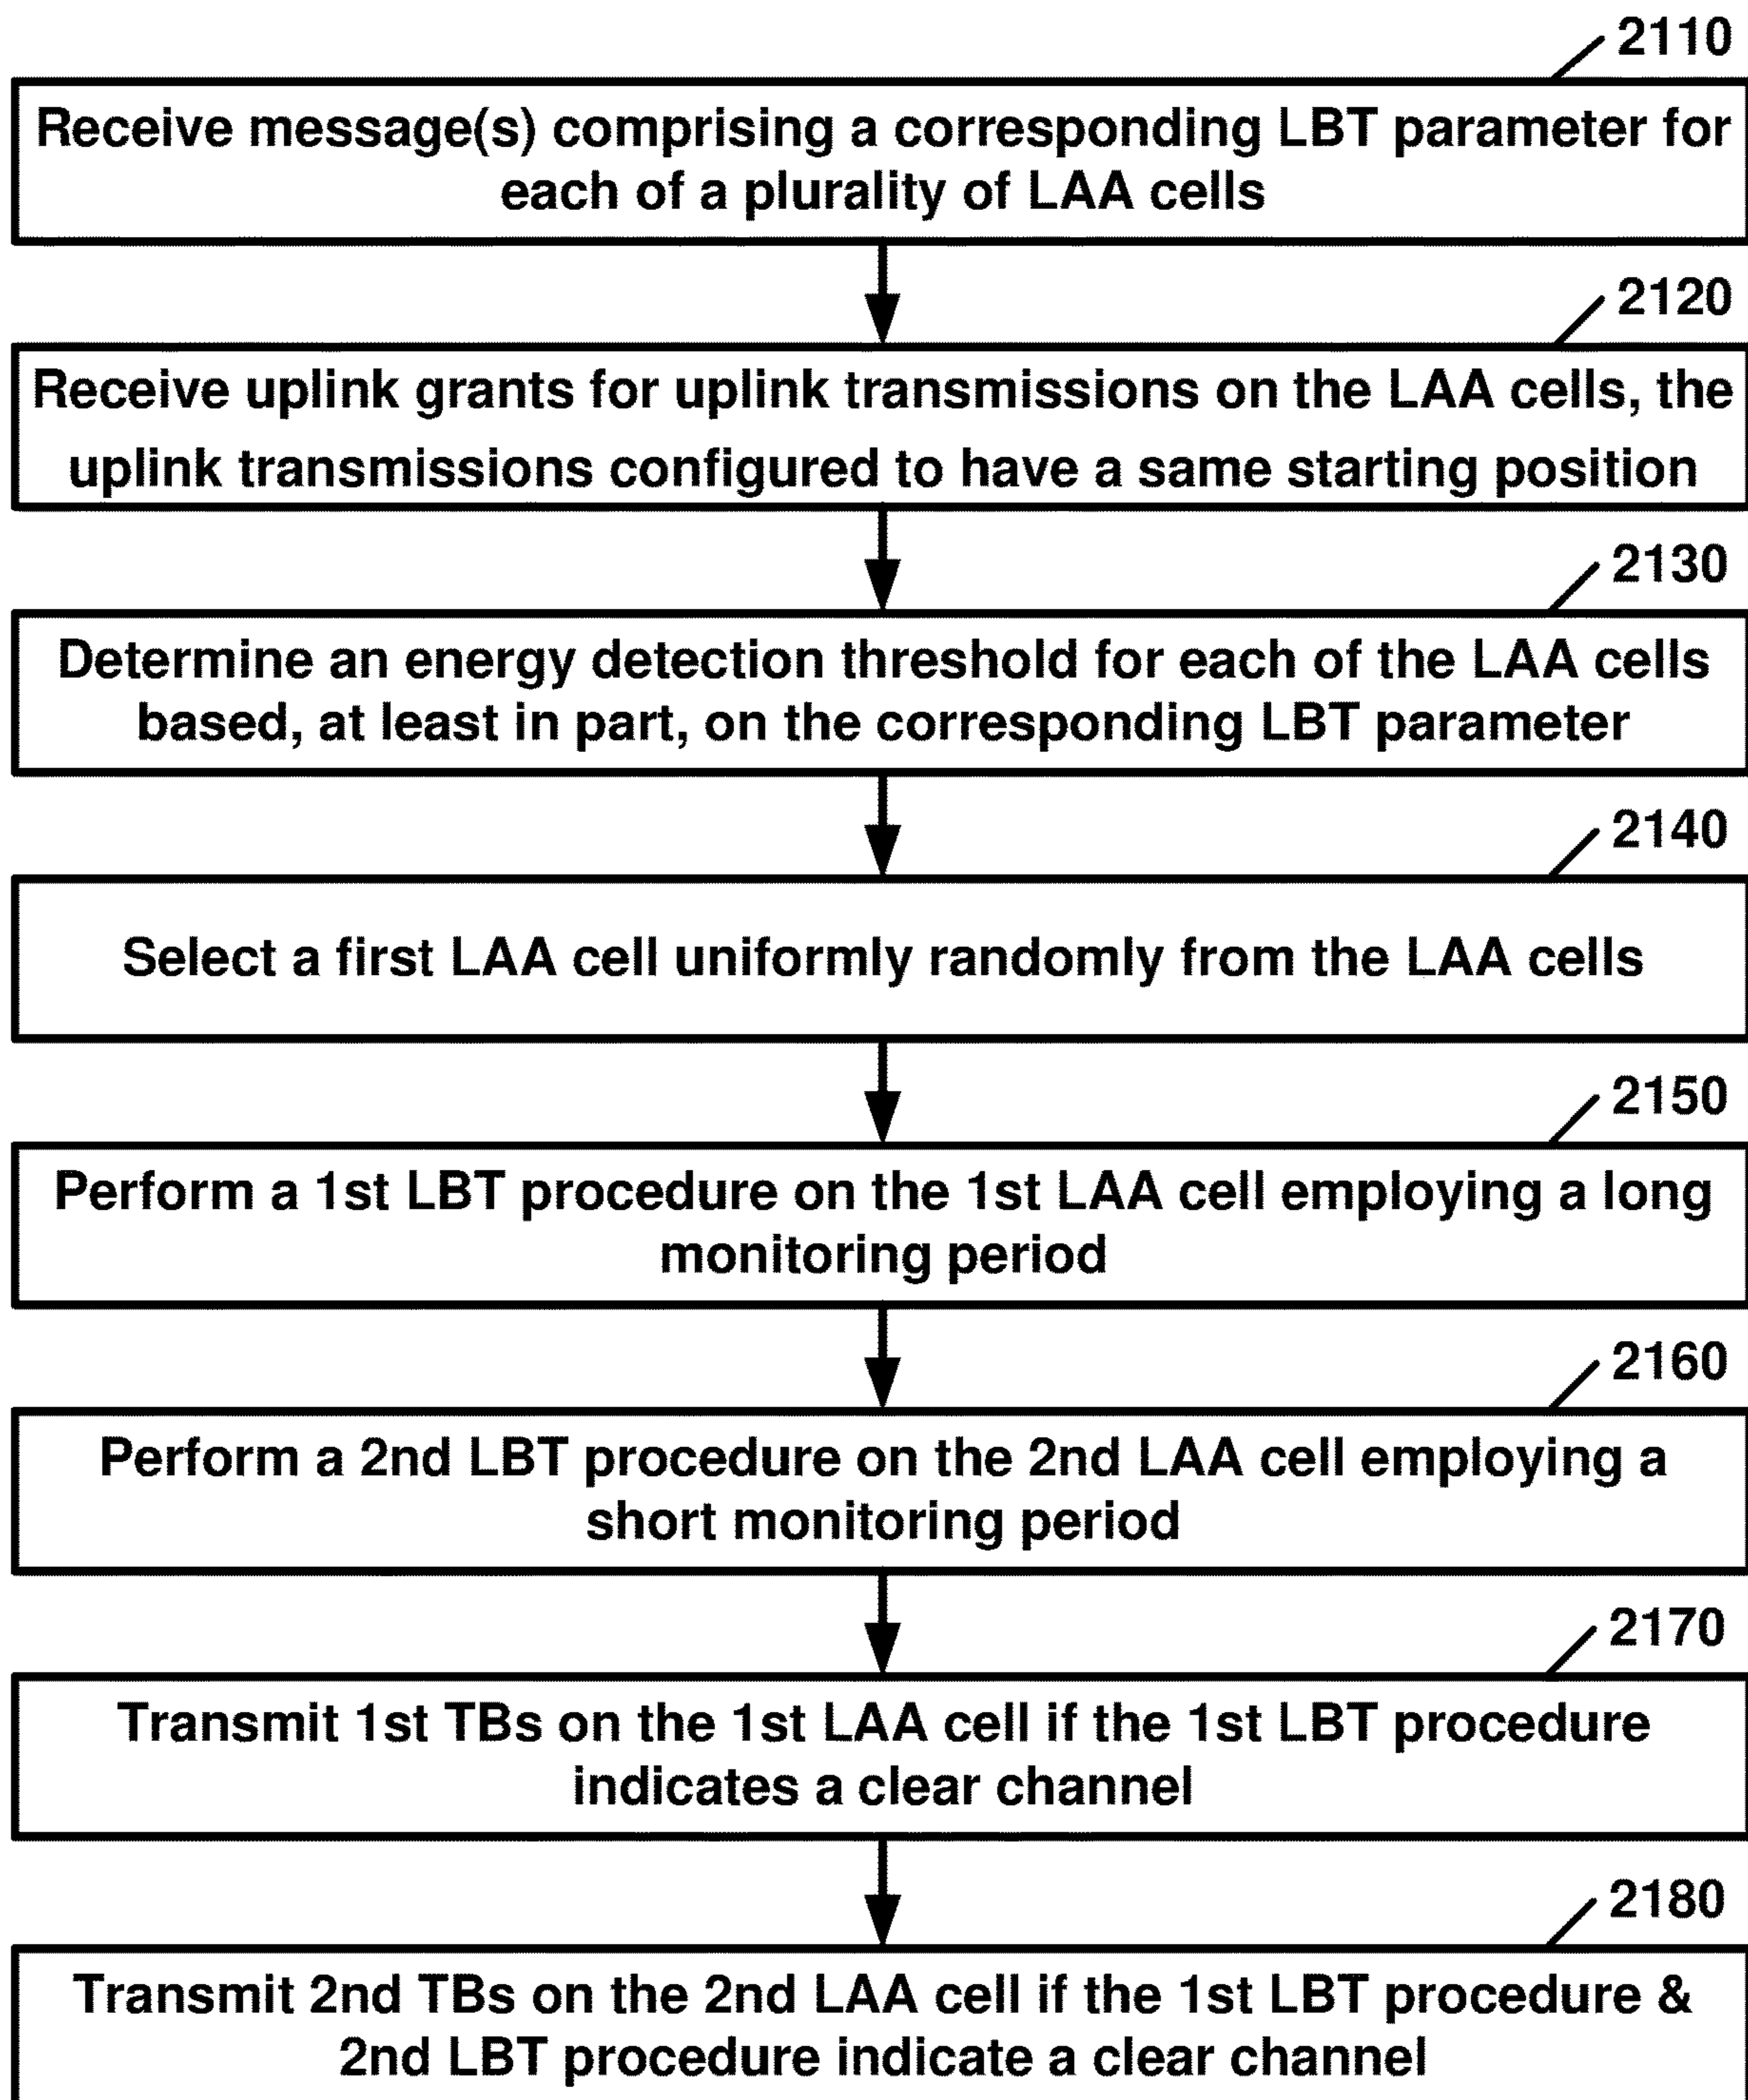 2110
Receive message(s) comprising a corresponding LBT parameter for
each of a plurality of LAA cells
2120
Receive uplink grants for uplink transmissions on the LAA cells, the
uplink transmissions configured to have a same starting position
2130
Determine an energy detection threshold for each of the LAA cells
based, at least in part, on the corresponding LBT parameter
2140
Select a first LAA cell uniformly randomly from the LAA cells
2150
Perform a 1st LBT procedure on the 1st LAA cell employing a long
monitoring period
2160
Perform a 2nd LBT procedure on the 2nd LAA cell employing a
short monitoring period
2170
Transmit 1st TBs on the 1st LAA cell if the 1st LBT procedure
indicates a clear channel
2180
Transmit 2nd TBs on the 2nd LAA cell if the 1st LBT procedure &
2nd LBT procedure indicate a clear channel